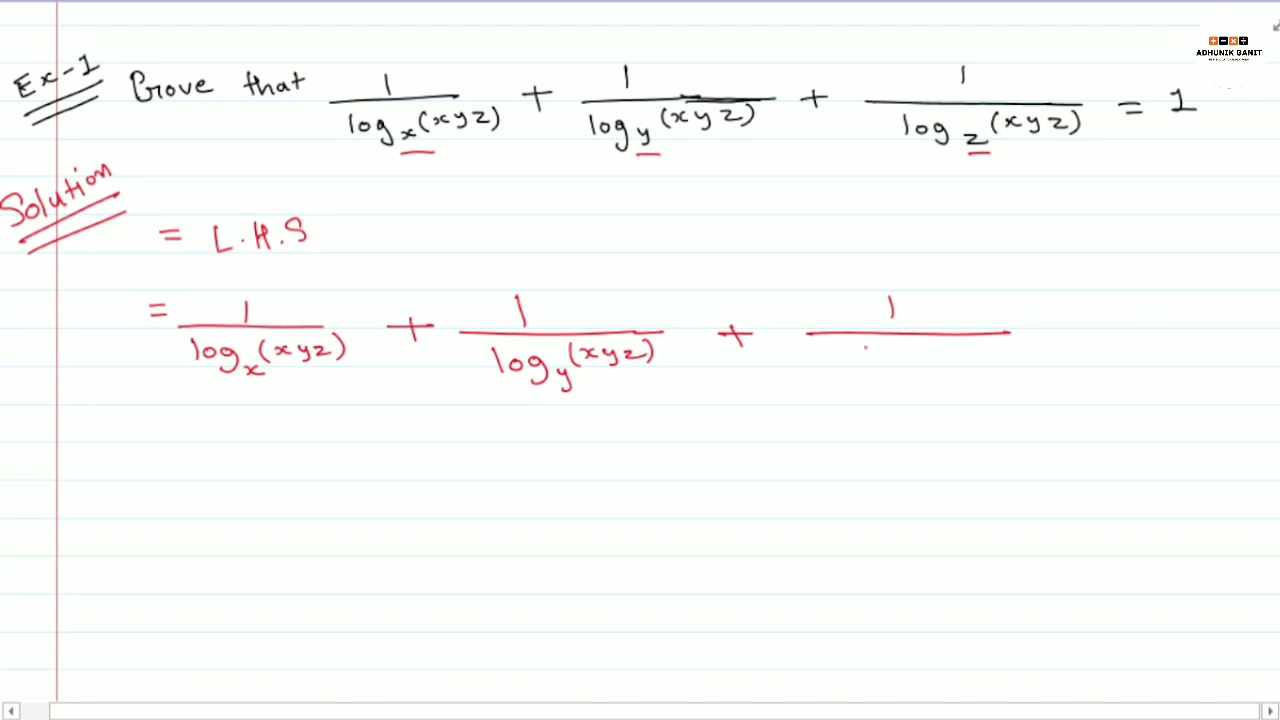 ADHUNIK GANIT
Ex-1 Prove that 1/log_x(xyz) + 1/log_y(xyz) + 1/log_z(xyz) = 1
Solution
= L.H.S
= 1/log_x(xyz) + 1/log_y(xyz) + 1/